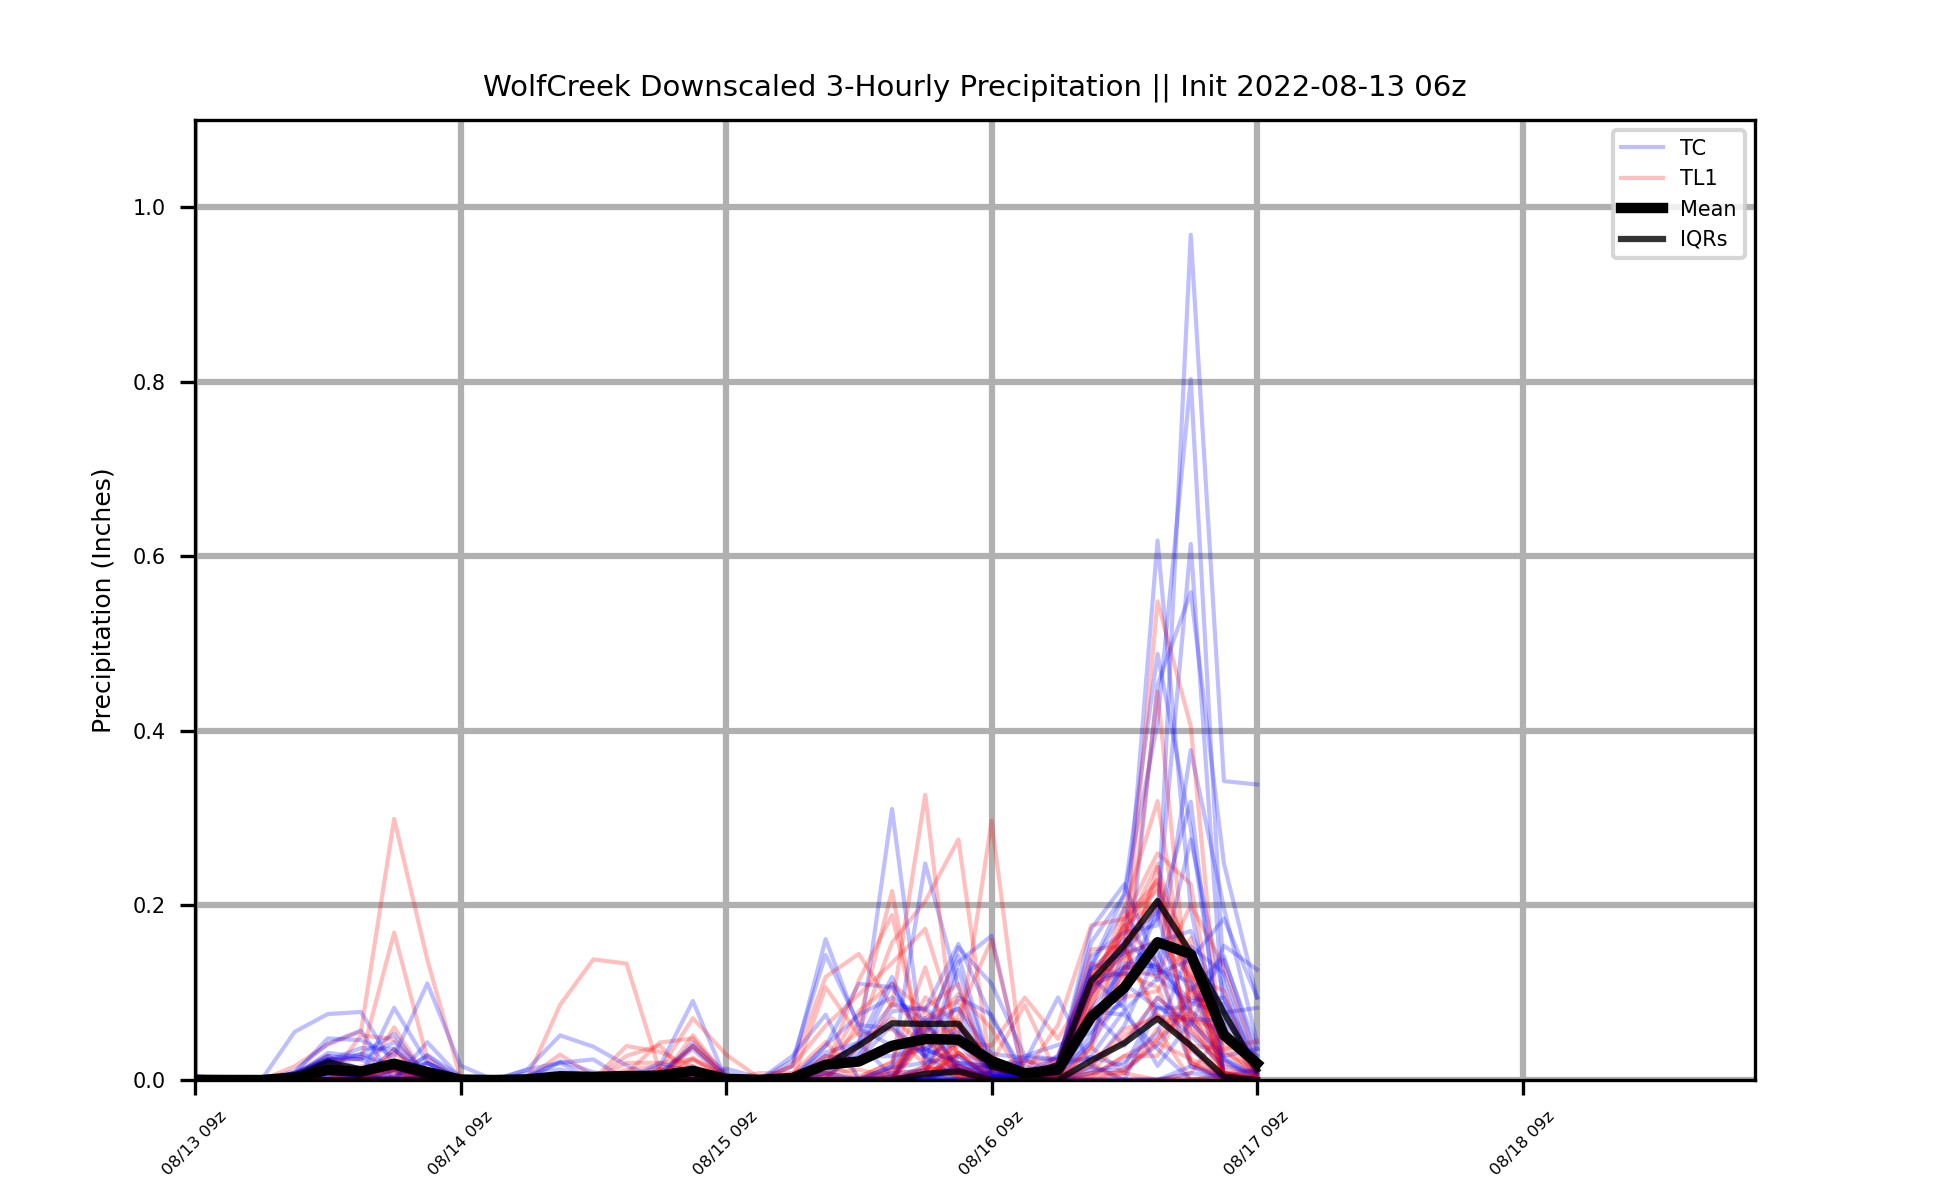 WolfCreek Downscaled 3-Hourly Precipitation || Init 2022-08-13 06z
TC
TL1
Mean
IQRs
Precipitation (Inches)
1.0
0.8
0.6
0.4
0.2
0.0
08/13 09z
08/14 09z
08/15 09z
08/16 09z
08/17 09z
08/18 09z